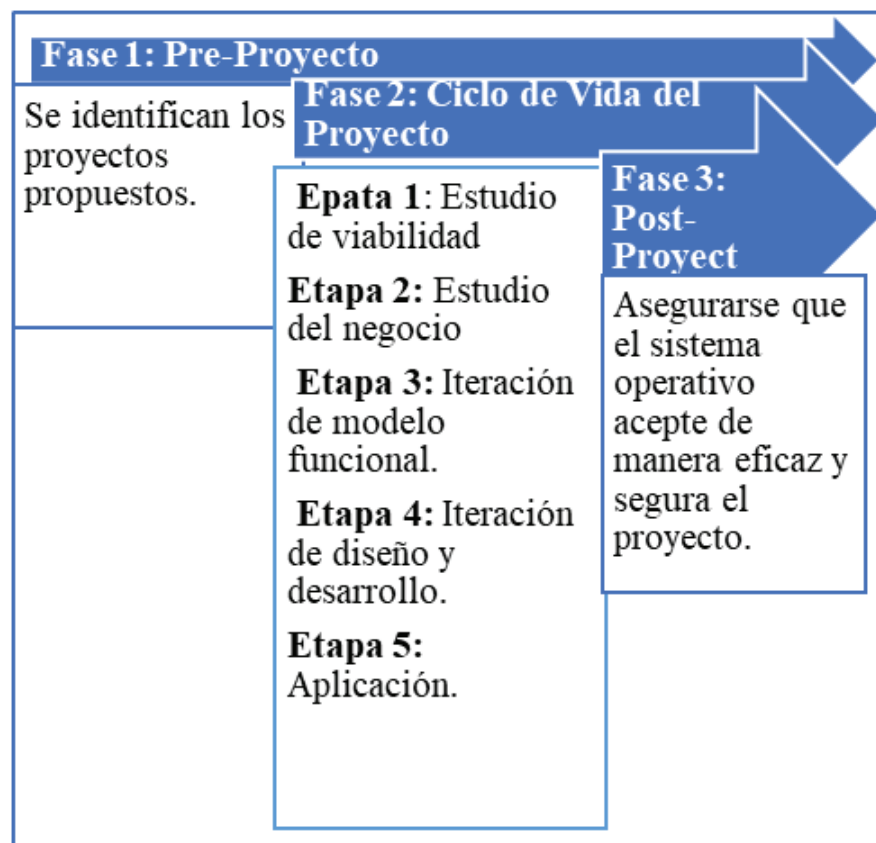 Fase 1: Pre-Proyecto
Se identifican los
proyectos
propuestos.
Fase 2: Ciclo de Vida del
Proyecto
Epata 1: Estudio
de viabilidad
Etapa 2: Estudio
del negocio
Etapa 3: Iteración
de modelo
funcional.
Etapa 4: Iteración
de diseño y
desarrollo.
Etapa 5:
Aplicación.
Fase 3:
Post-
Proyect
Asegurarse que
el sistema
operativo
acepte de
manera eficaz y
segura el
proyecto.